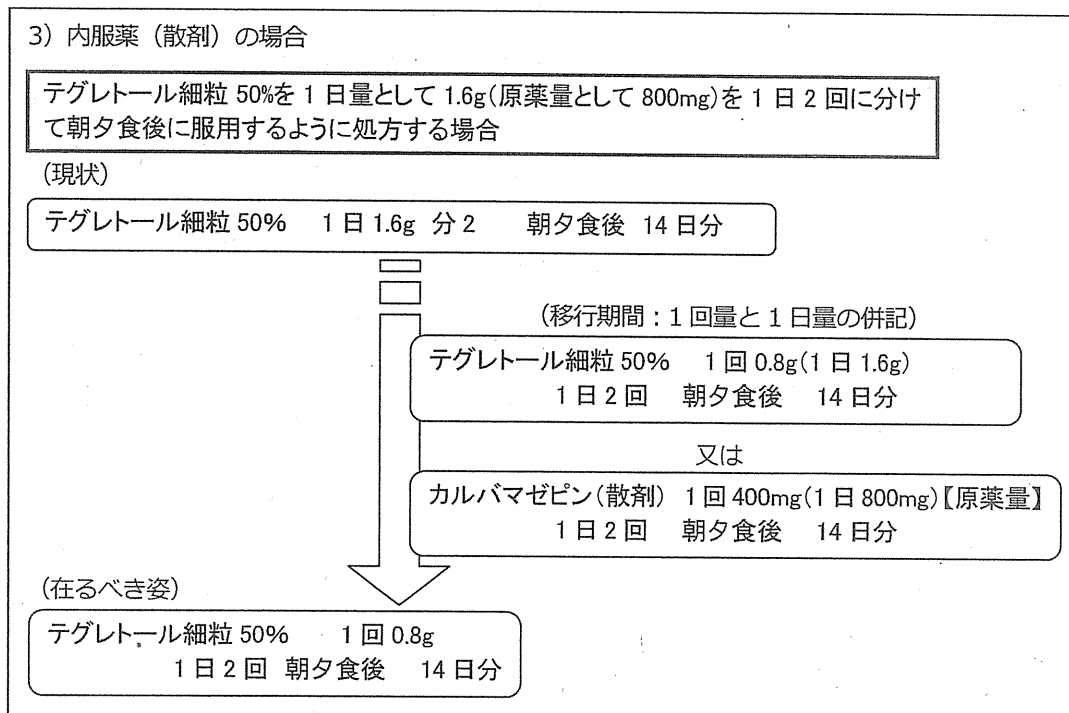 3）内服薬（散剤）の場合
テグレトール細粒 50%を 1 日量として 1.6g(原薬量として 800mg)を 1 日 2 回に分け
て朝夕食後に服用するように処方する場合
（現状）
テグレトール細粒 50%　1 日 1.6g 分 2　朝夕食後 14 日分
（移行期間：1 回量と 1 日量の併記）
テグレトール細粒 50%　1 回 0.8g(1 日 1.6g)
1 日 2 回　朝夕食後　14 日分
又は
カルバマゼピン(散剤) 1 回 400mg(1 日 800mg)【原薬量】
1 日 2 回　朝夕食後　14 日分
（在るべき姿）
テグレトール細粒 50%　1 回 0.8g
1 日 2 回 朝夕食後　14 日分